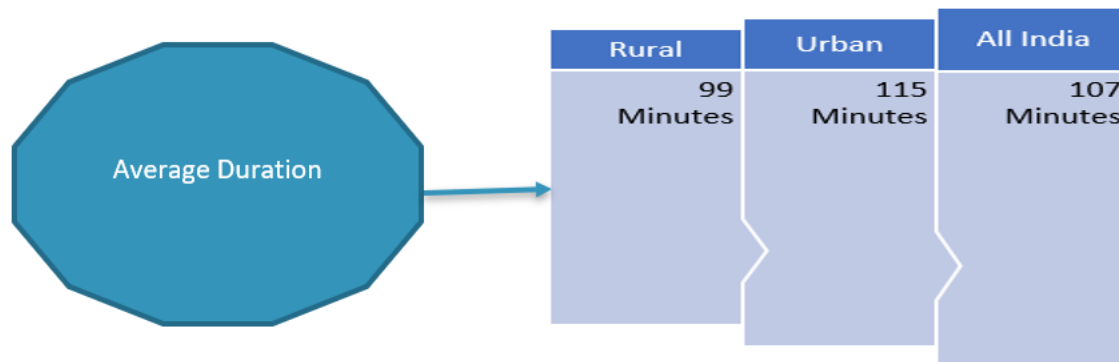 Average Duration
Rural
99
Minutes
Urban
115
Minutes
All India
107
Minutes